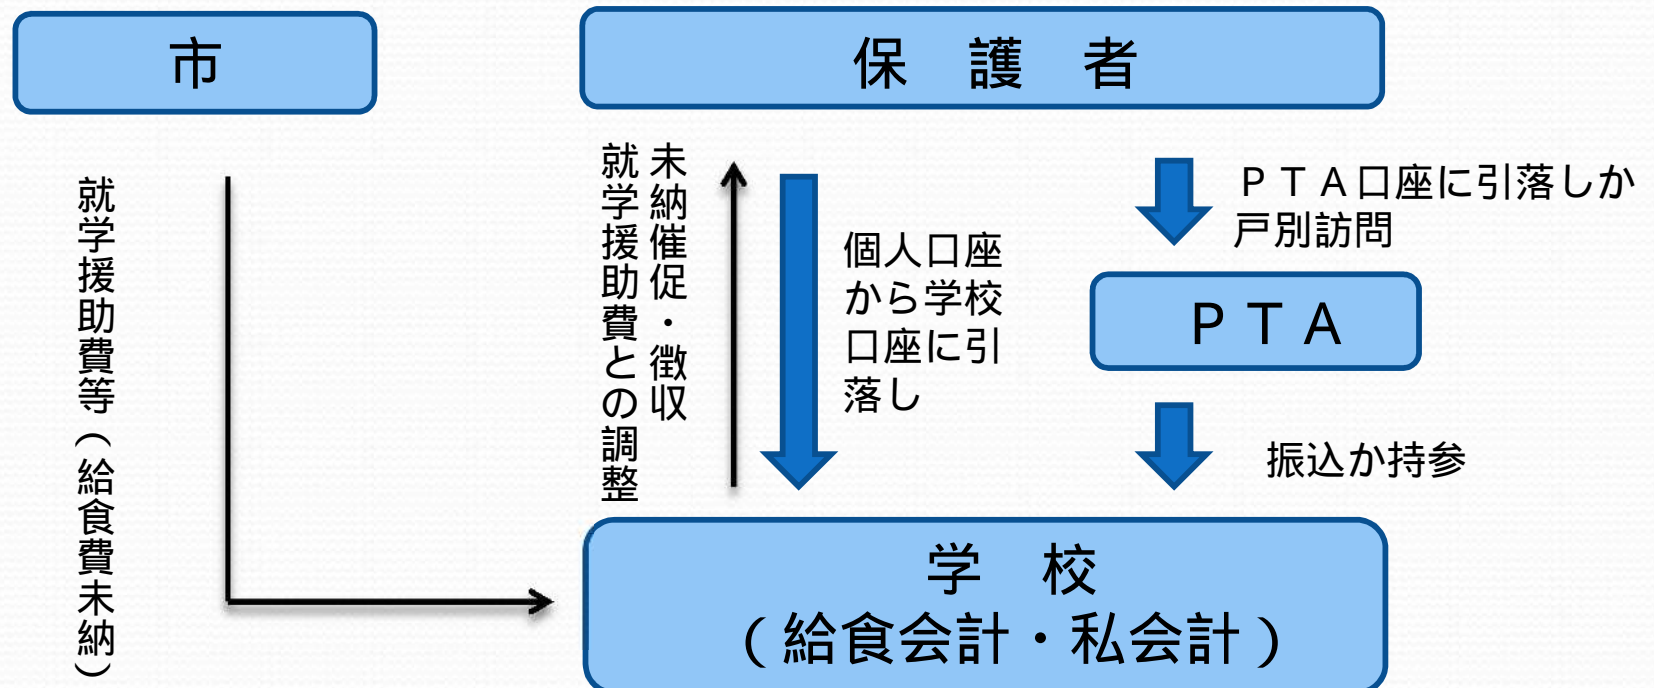 市
保　護　者
就学援助費等（給食費未納）
未納催促・徴収
就学援助費との調整
個人口座
から学校
口座に引
落し
ＰＴＡ口座に引落しか
戸別訪問
ＰＴＡ
振込か持参
学　校
（給食会計・私会計）